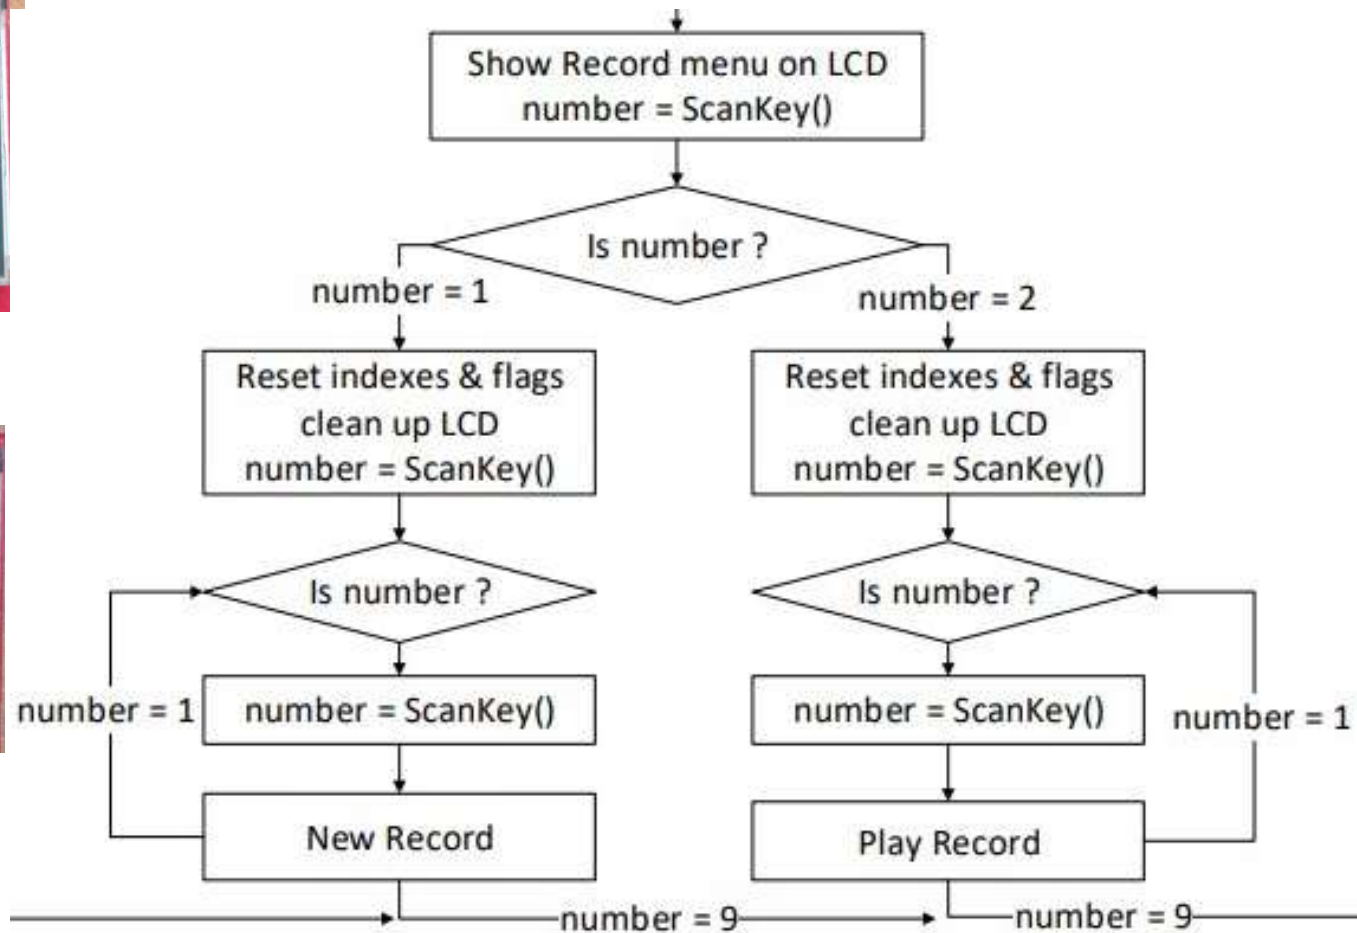 Show Record menu on LCD
number = ScanKey()
Is number ?
number = 1
number = 2
Reset indexes & flags
clean up LCD
number = ScanKey()
Reset indexes & flags
clean up LCD
number = ScanKey()
Is number ?
Is number ?
number = 1
number = ScanKey()
number = ScanKey()
number = 1
New Record
Play Record
number = 9
number = 9